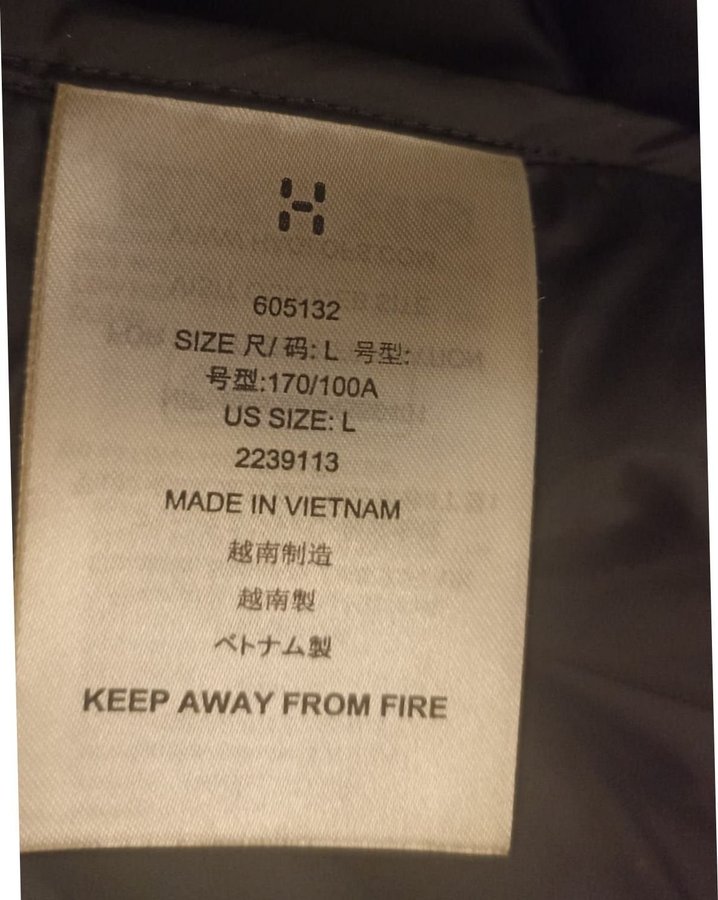 605132
SIZE 尺/ 码: L 号型:
号型:170/100A
US SIZE: L
2239113
MADE IN VIETNAM
越南制造
越南製
ベトナム製
KEEP AWAY FROM FIRE